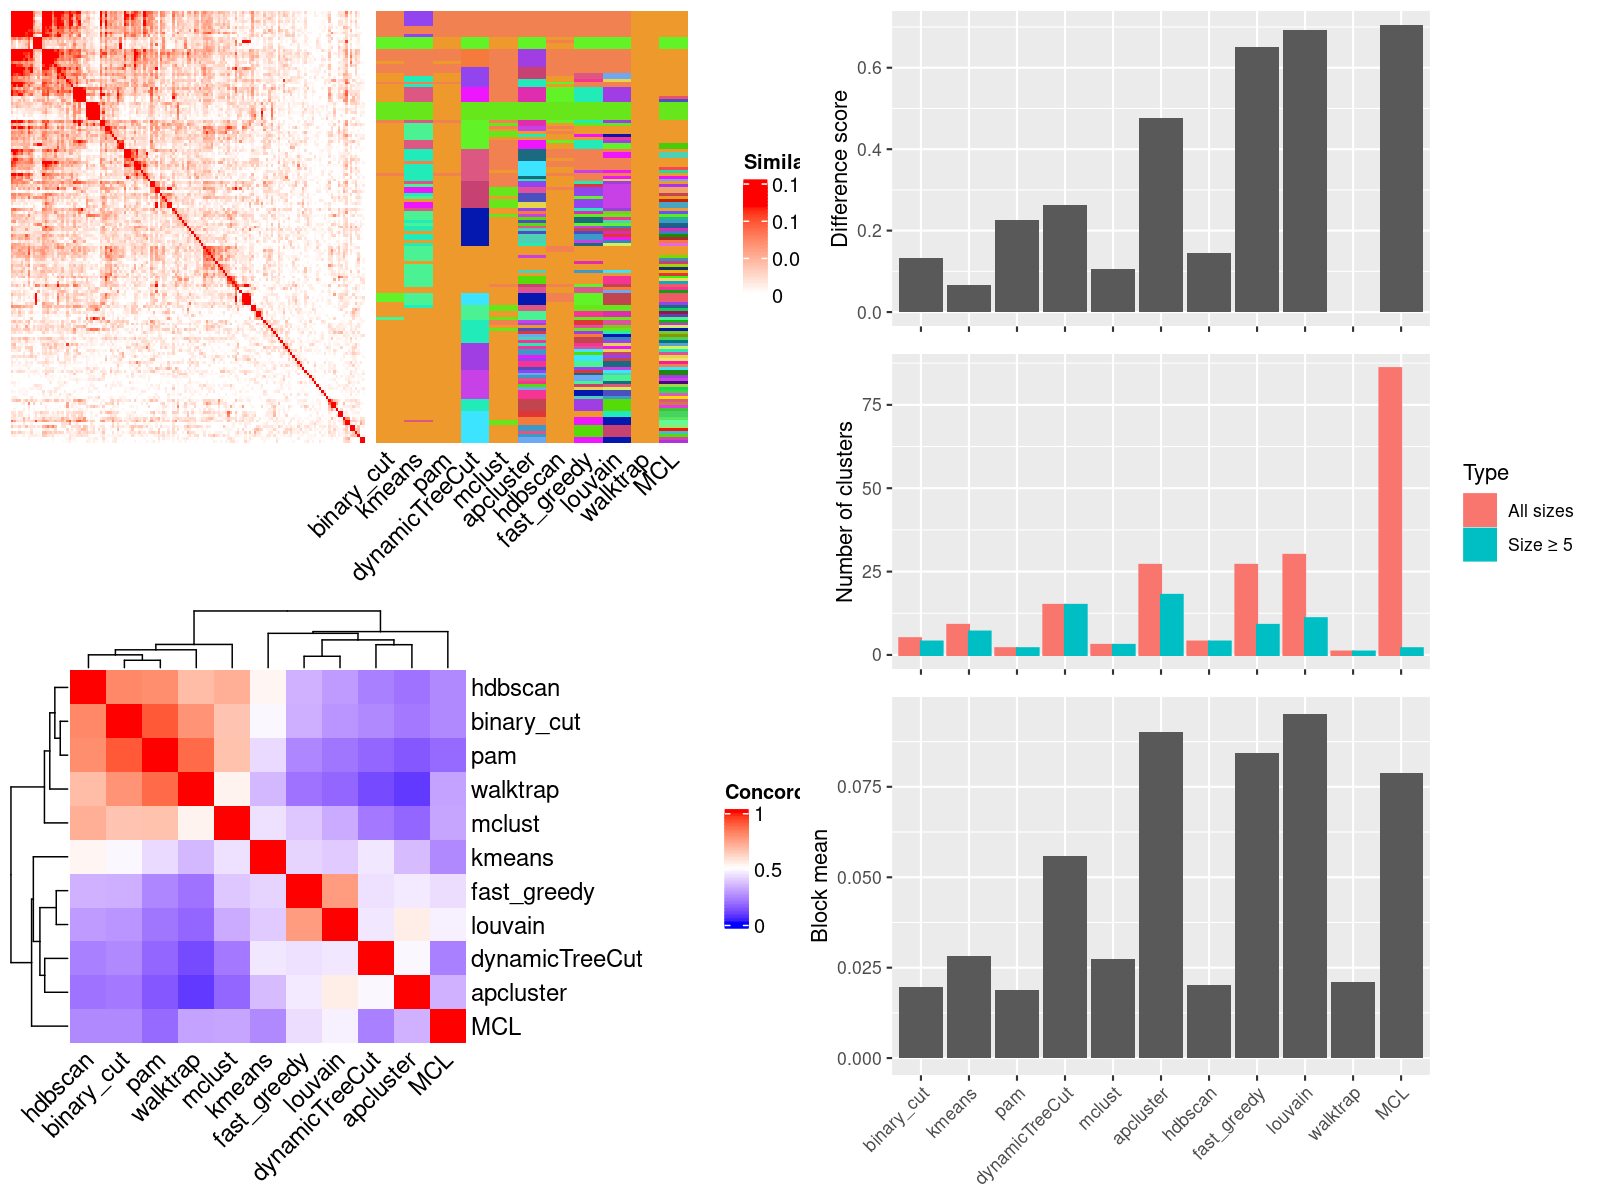 Simila
0.1
0.1
0.0
0
binary_cut
kmeans
pam
dynamicTreeCut
mclust
apcluster
hdbscan
fast_greedy
louvain
walktrap
MCL
hdbscan
binary_cut
pam
walktrap
mclust
kmeans
fast_greedy
louvain
dynamicTreeCut
apcluster
MCL
Concord
1
0.5
0
hdbscan
binary_cut
pam
walktrap
mclust
kmeans
fast_greedy
louvain
dynamicTreeCut
apcluster
MCL
Difference score
0.6
0.4
0.2
0.0
Number of clusters
75
50
25
0
Type
All sizes
Size ≥ 5
Block mean
0.075
0.050
0.025
0.000
binary_cut
kmeans
pam
dynamicTreeCut
mclust
apcluster
hdbscan
fast_greedy
louvain
walktrap
MCL